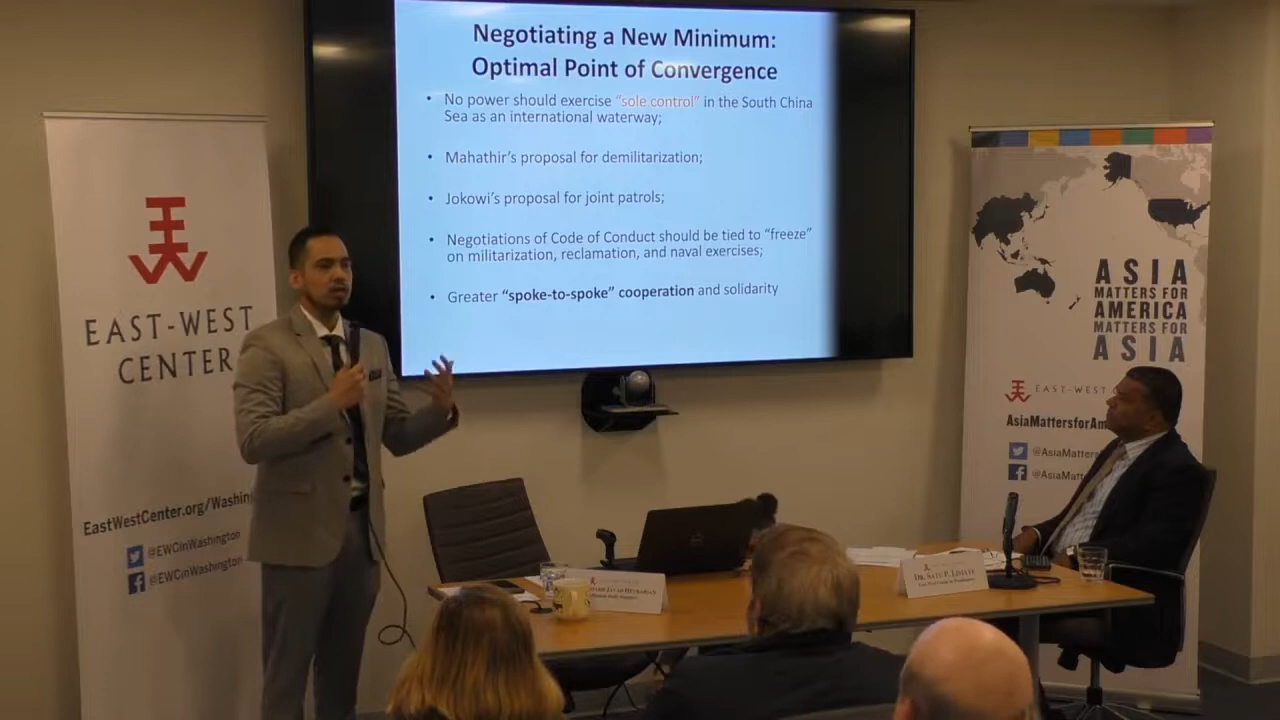 Negotiating a New Minimum:
Optimal Point of Convergence
• No power should exercise “sole control” in the South China
Sea as an international waterway;
• Mahathir’s proposal for demilitarization;
• Jokowi’s proposal for joint patrols;
• Negotiations of Code of Conduct should be tied to “freeze”
on militarization, reclamation, and naval exercises;
• Greater “spoke-to-spoke” cooperation and solidarity
EAST-WEST
CENTER
EastWestCenter.org/Washin
@EWCinWashington
@EWCinWashington
ASIA
MATTERS FOR
AMERICA
MATTERS FOR
ASIA
EAST-WEST
AsiaMattersforAm
@AsiaMatters
@AsiaMatt
DR. SATU P. LIMAYE